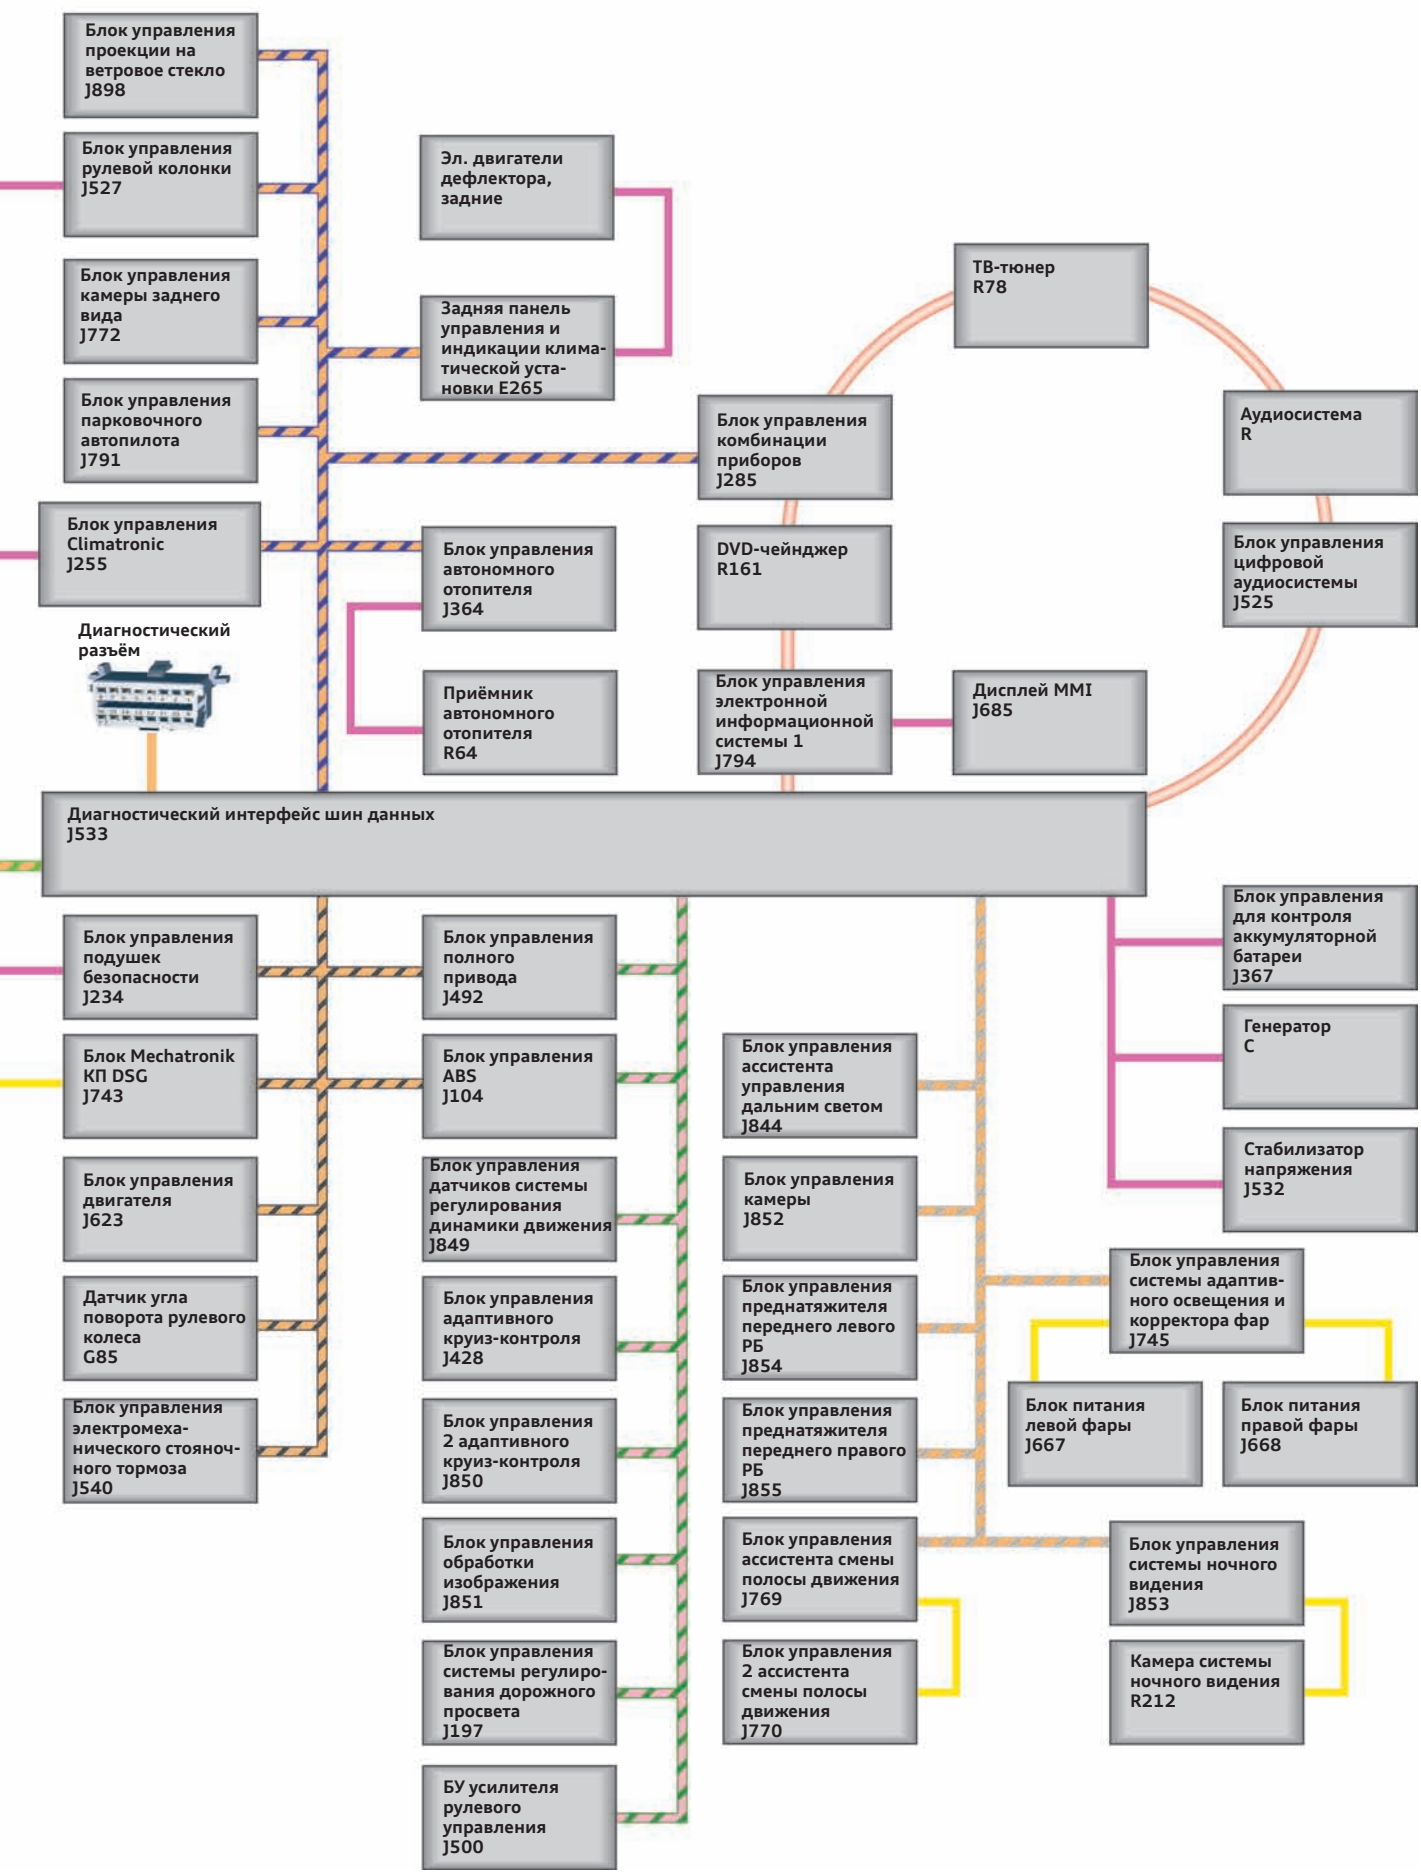 Блок управления
проекции на
ветровое стекло
J898
Блок управления
рулевой колонки
J527
Блок управления
камеры заднего
вида
J772
Блок управления
парковочного
автопилота
J791
Блок управления
Climatronic
J255
Диагностический
разъём
Эл. двигатели
дефлектора,
задние
Задняя панель
управления и
индикации клима-
тической уста-
новки E265
Блок управления
автономного
отопителя
J364
Приёмник
автономного
отопителя
R64
ТВ-тюнер
R78
Блок управления
комбинации
приборов
J285
Аудиосистема
R
DVD-чейнджер
R161
Блок управления
цифровой
аудиосистемы
J525
Блок управления
электронной
информационной
системы 1
J794
Дисплей MMI
J685
Диагностический интерфейс шин данных
J533
Блок управления
подушек
безопасности
J234
Блок Mechatronik
КП DSG
J743
Блок управления
двигателя
J623
Датчик угла
поворота рулевого
колеса
G85
Блок управления
электромеха-
нического стояноч-
ного тормоза
J540
Блок управления
полного
привода
J492
Блок управления
ABS
J104
Блок управления
датчиков системы
регулирования
динамики движения
J849
Блок управления
адаптивного
круиз-контроля
J428
Блок управления
2 адаптивного
круиз-контроля
J850
Блок управления
обработки
изображения
J851
Блок управления
системы регулиро-
вания дорожного
просвета
J197
БУ усилителя
рулевого
управления
J500
Блок управления
ассистента
управления
дальним светом
J844
Блок управления
камеры
J852
Блок управления
преднатяжителя
переднего левого
РБ
J854
Блок управления
преднатяжителя
переднего правого
РБ
J855
Блок управления
ассистента смены
полосы движения
J769
Блок управления
2 ассистента
смены полосы
движения
J770
Блок управления
для контроля
аккумуляторной
батареи
J367
Генератор
C
Стабилизатор
напряжения
J532
Блок управления
системы адаптив-
ного освещения и
корректора фар
J745
Блок питания
левой фары
J667
Блок питания
правой фары
J668
Блок управления
системы ночного
видения
J853
Камера системы
ночного видения
R212